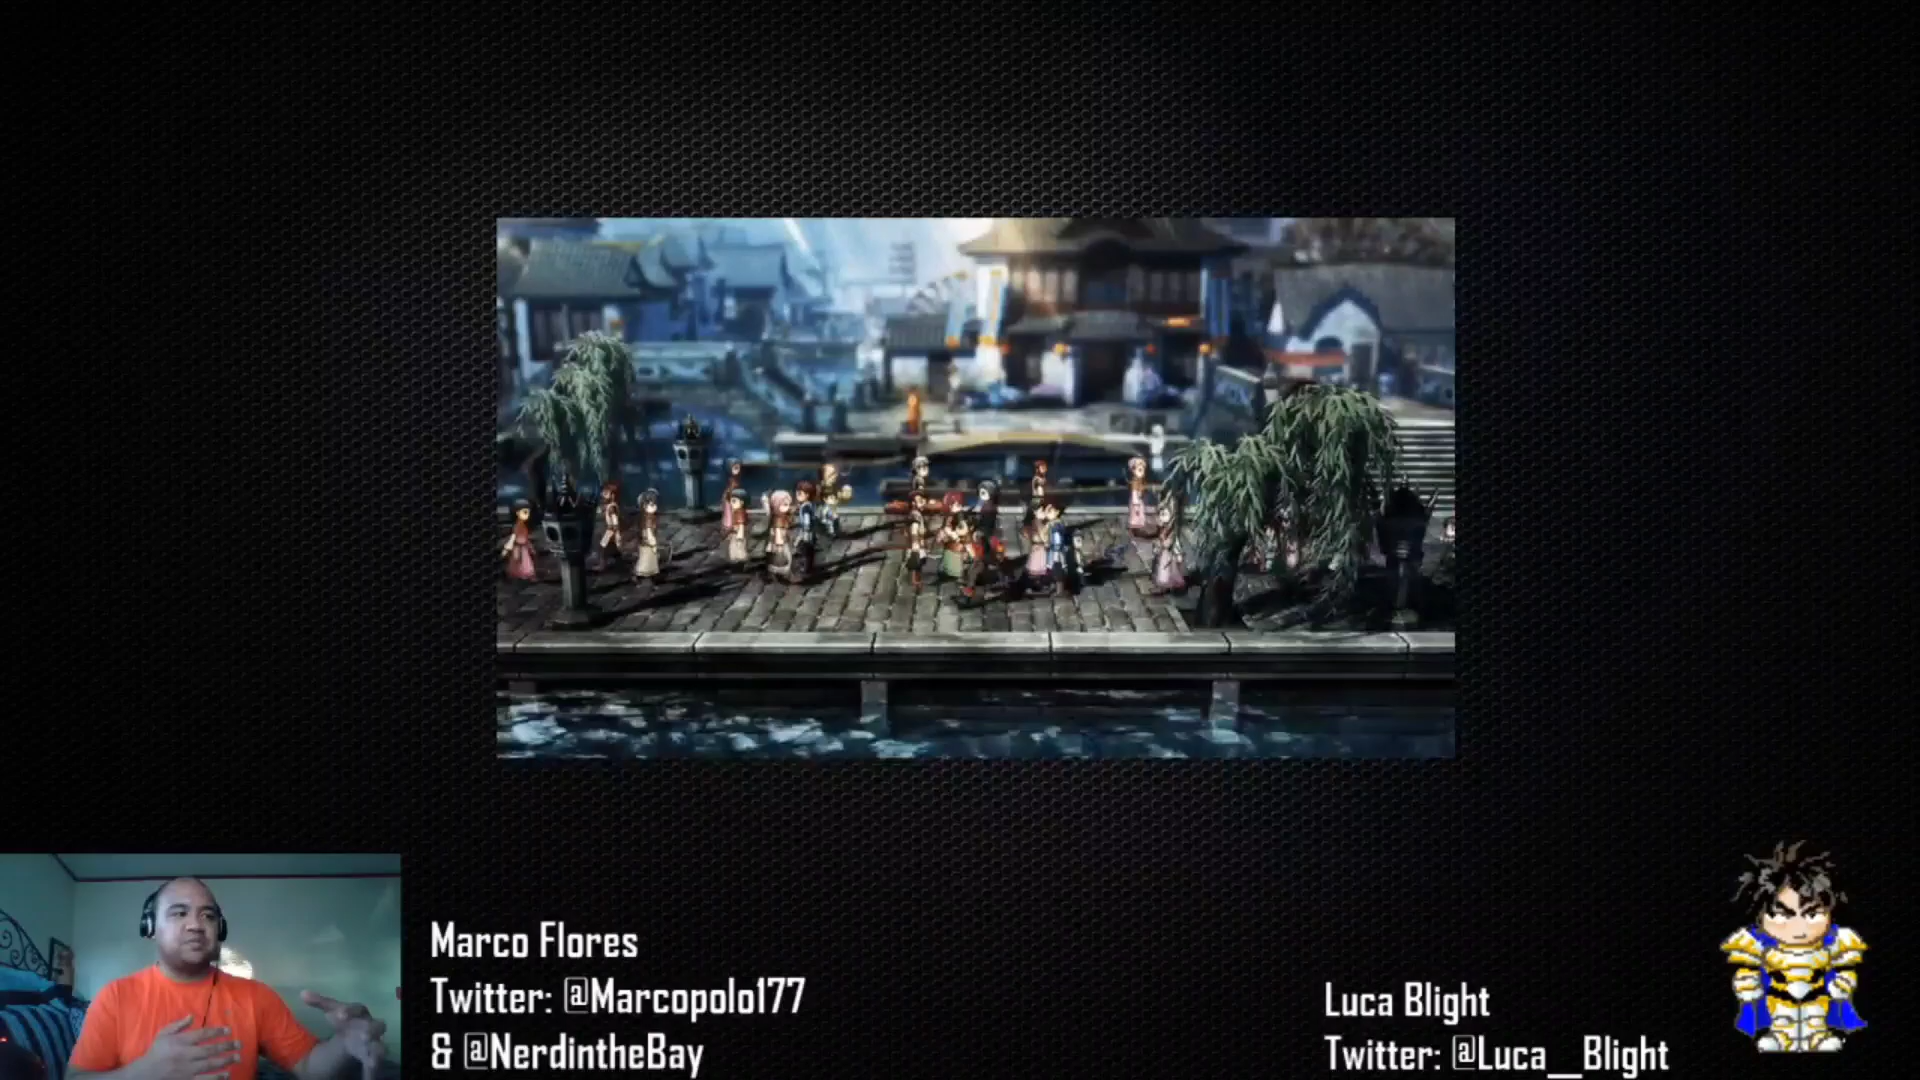 Marco Flores
Twitter: @Marcopolo177
& @NerdintheBay
Luca Blight
Twitter: @Luca__Blight